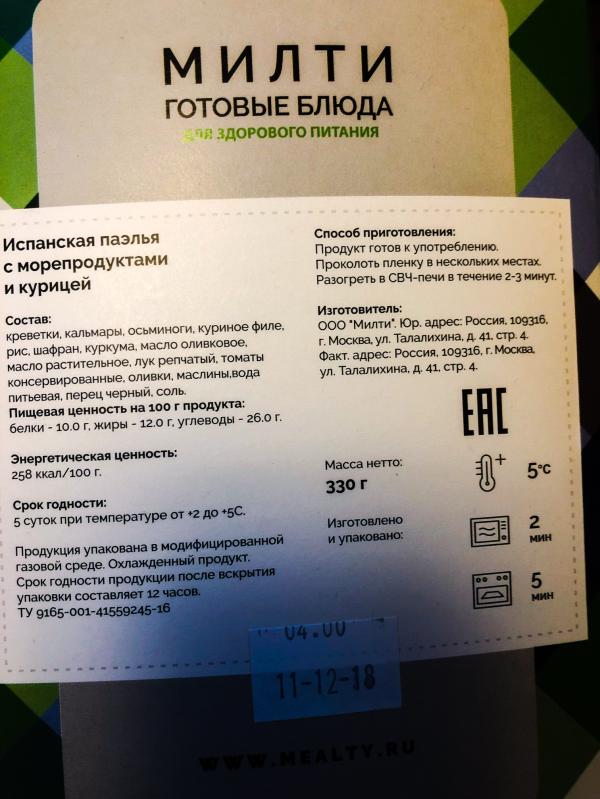 МИЛТИ
ГОТОВЫЕ БЛЮДА
ДЛЯ ЗДОРОВОГО ПИТАНИЯ
Испанская паэлья
с морепродуктами
и курицей
Состав:
креветки, кальмары, осьминоги, куриное филе,
рис, шафран, куркума, масло оливковое,
масло растительное, лук репчатый, томаты
консервированные, оливки, маслины,вода
питьевая, перец черный, соль.
Пищевая ценность на 100 г продукта:
белки - 10.0 г, жиры - 12.0 г, углеводы - 26.0 г.
Энергетическая ценность:
258 ккал/100 г.
Срок годности:
5 суток при температуре от +2 до +5С.
Продукция упакована в модифицированной
газовой среде. Охлажденный продукт.
Срок годности продукции после вскрытия
упаковки составляет 12 часов.
ТУ 9165-001-41559245-16
Способ приготовления:
Продукт готов к употреблению.
Проколоть пленку в нескольких местах.
Разогреть в СВЧ-печи в течение 2-3 минут.
Изготовитель:
ООО "Милти". Юр. адрес: Россия, 109316,
г. Москва, ул. Талалихина, д. 41, стр. 4.
Факт. адрес: Россия, 109316, г. Москва,
ул. Талалихина, д. 41, стр. 4.
EAC
Масса нетто:
330 г
5°C
Изготовлено
и упаковано:
2
мин
5
мин
04.00
11-12-18
WWW.MEALTY.RU